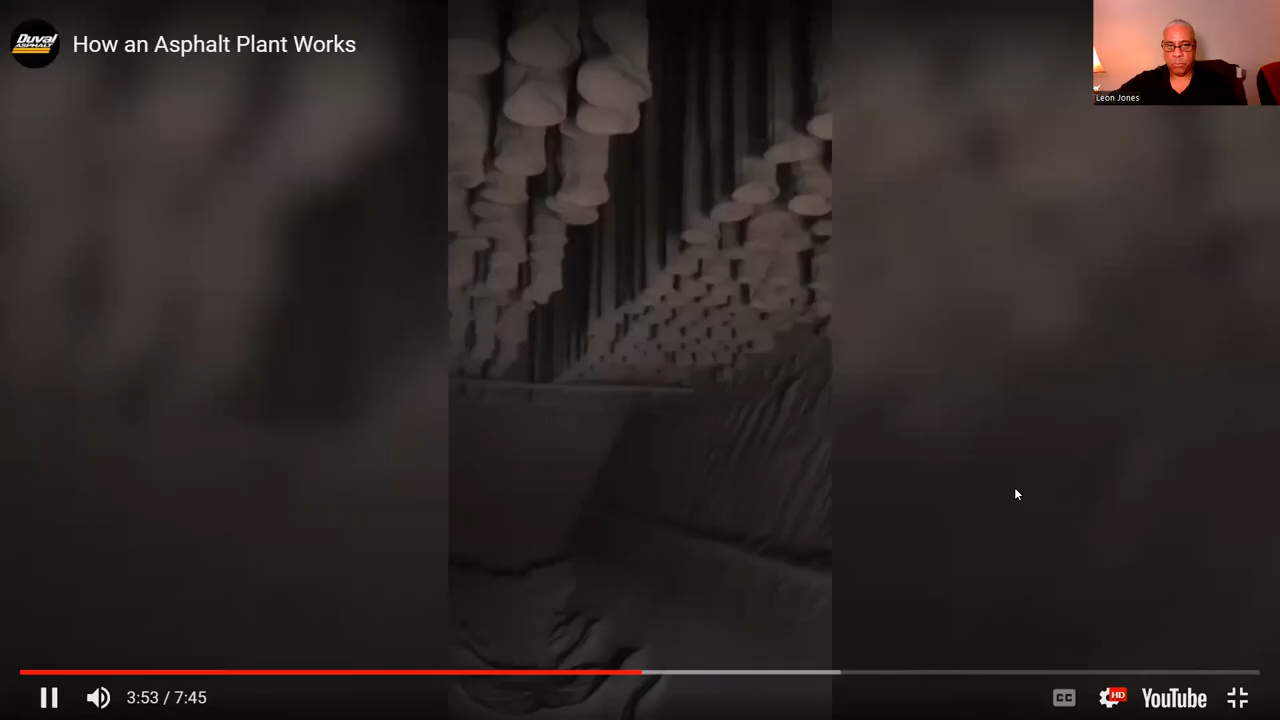 Duval
ASPHALT
How an Asphalt Plant Works
Leon Jones
3:53 / 7:45
CC
HD
YouTube